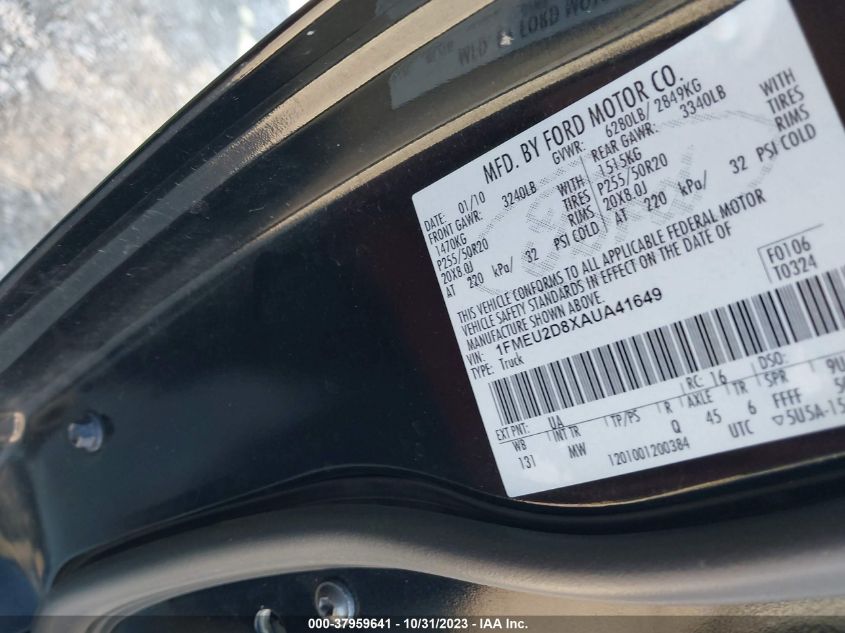 MFD. BY FORD MOTOR CO.
DATE: 01/10 GVWR: 6280LB/ 2849KG
FRONT GAWR: 3240LB REAR GAWR: 3340LB
1470KG WITH 1515KG WITH
P255/50R20 TIRES P255/50R20 TIRES
20X8.0J RIMS 20X8.0J RIMS
AT 220 kPa/ 32 PSI COLD AT 220 kPa/ 32 PSI COLD
THIS VEHICLE CONFORMS TO ALL APPLICABLE FEDERAL MOTOR
VEHICLE SAFETY STANDARDS IN EFFECT ON THE DATE OF
MANUFACTURE SHOWN ABOVE.
VIN: 1FMEU2D8XAUA41649
TYPE: Truck
F0106
T0324
EXT PNT: UA RC: 16 DSO:
WB INT TR TP/PS R AXLE TR SPR
131 MW Q 45 6 FFFF
1201001200384 UTC ▽5U5A-15
000-37959641 / 10/31/2023 - IAA Inc.